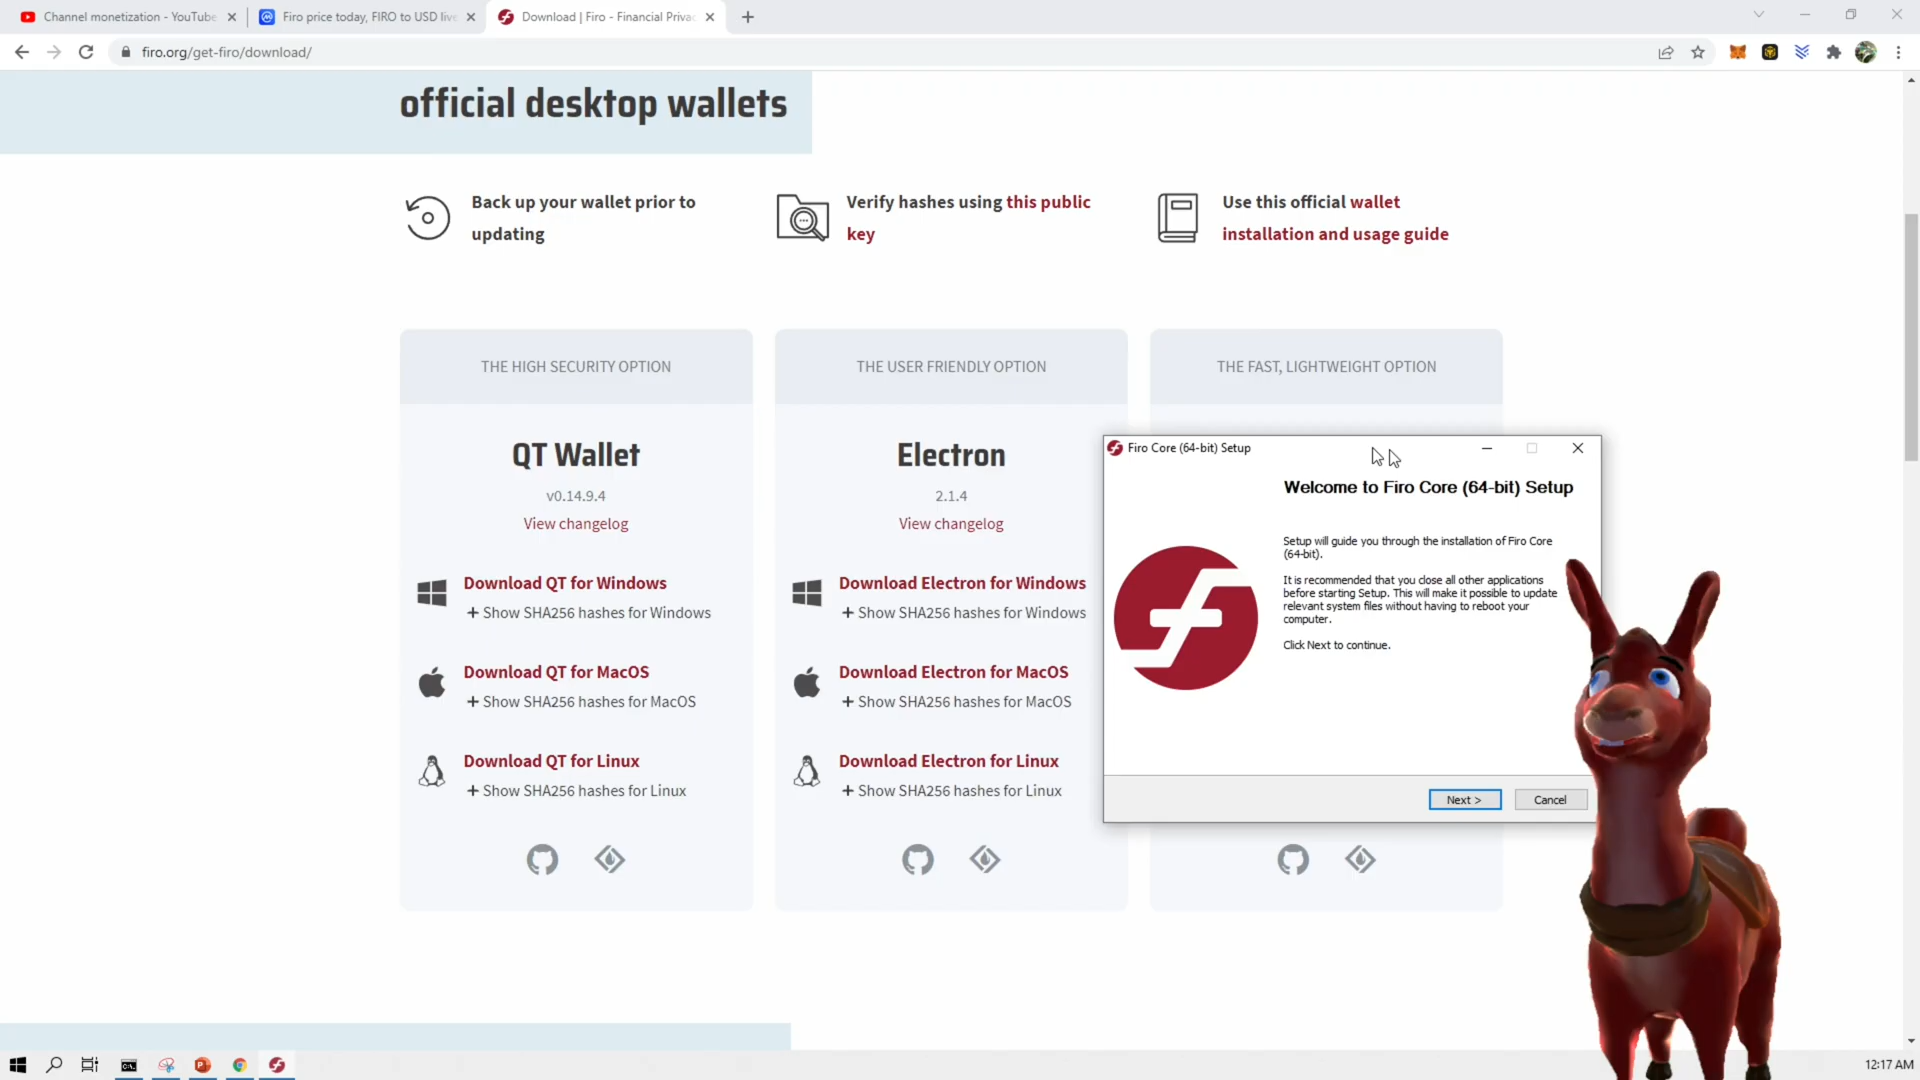 Channel monetization - YouTube
Firo price today, FIRO to USD live
Download | Firo - Financial Priva
firo.org/get-firo/download/
official desktop wallets
Back up your wallet prior to
updating
Verify hashes using this public
key
Use this official wallet
installation and usage guide
THE HIGH SECURITY OPTION
QT Wallet
v0.14.9.4
View changelog
Download QT for Windows
+ Show SHA256 hashes for Windows
Download QT for MacOS
+ Show SHA256 hashes for MacOS
Download QT for Linux
+ Show SHA256 hashes for Linux
THE USER FRIENDLY OPTION
Electron
2.1.4
View changelog
Download Electron for Windows
+ Show SHA256 hashes for Windows
Download Electron for MacOS
+ Show SHA256 hashes for MacOS
Download Electron for Linux
+ Show SHA256 hashes for Linux
THE FAST, LIGHTWEIGHT OPTION
Firo Core (64-bit) Setup
Welcome to Firo Core (64-bit) Setup
Setup will guide you through the installation of Firo Core
(64-bit).
It is recommended that you close all other applications
before starting Setup. This will make it possible to update
relevant system files without having to reboot your
computer.
Click Next to continue.
Next >
Cancel
12:17 AM